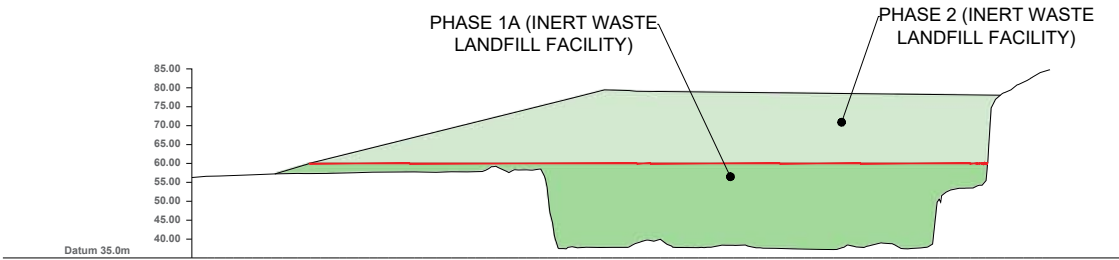 PHASE 1A (INERT WASTE
LANDFILL FACILITY)
PHASE 2 (INERT WASTE
LANDFILL FACILITY)
85.00
80.00
75.00
70.00
65.00
60.00
55.00
50.00
45.00
40.00
Datum 35.0m